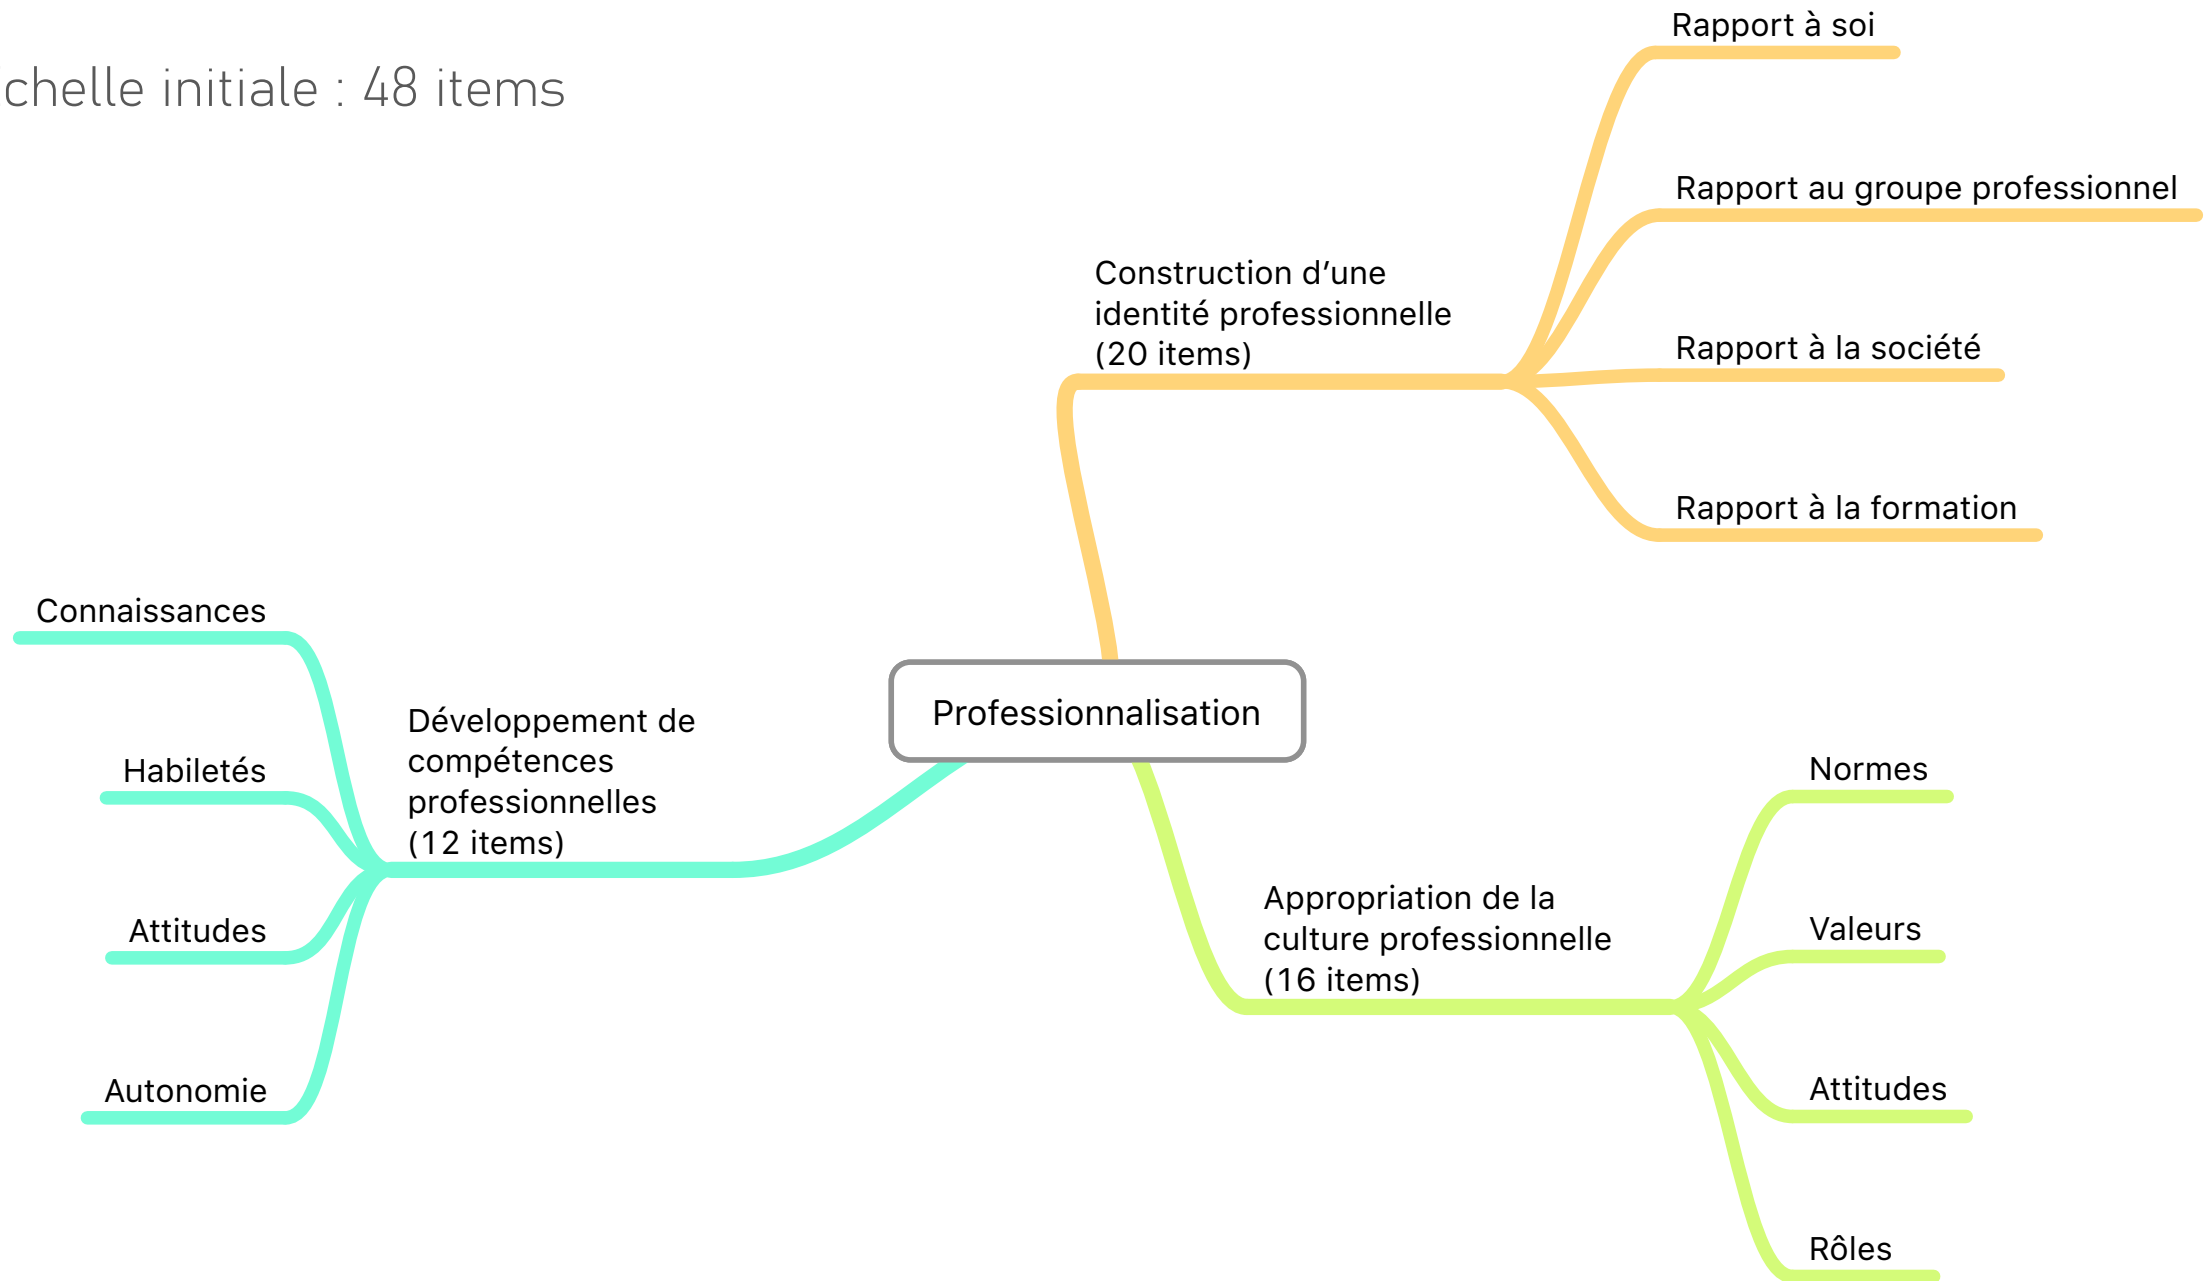 chelle initiale : 48 items
Rapport à soi
Rapport au groupe professionnel
Construction d’une
identité professionnelle
(20 items)
Rapport à la société
Rapport à la formation
Connaissances
Développement de
compétences
professionnelles
(12 items)
Habiletés
Attitudes
Autonomie
Professionnalisation
Appropriation de la
culture professionnelle
(16 items)
Normes
Valeurs
Attitudes
Rôles